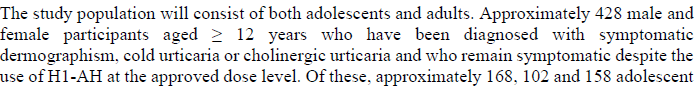 The study population will consist of both adolescents and adults. Approximately 428 male and
female participants aged ≥ 12 years who have been diagnosed with symptomatic
dermographism, cold urticaria or cholinergic urticaria and who remain symptomatic despite the
use of H1-AH at the approved dose level. Of these, approximately 168, 102 and 158 adolescent